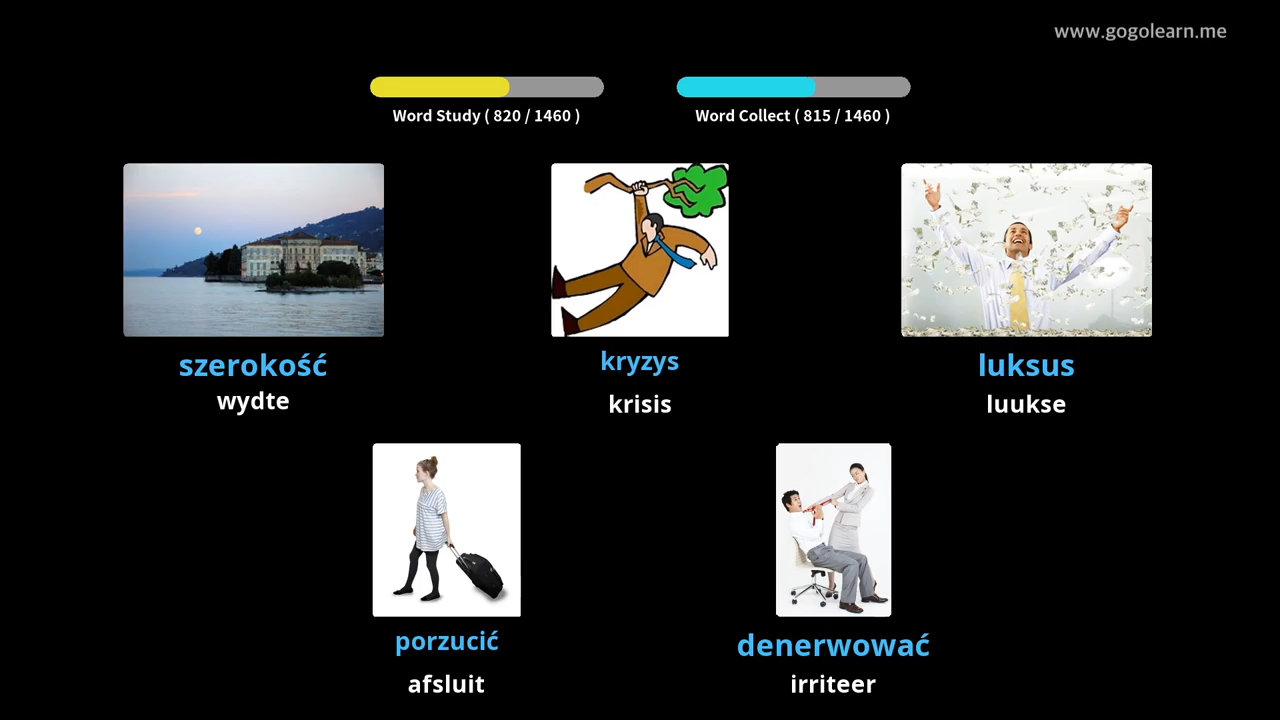 www.gogolearn.me
Word Study ( 820 / 1460 )
Word Collect ( 815 / 1460 )
szerokość
wydte
kryzys
krisis
luksus
luukse
porzucić
afsluit
denerwować
irriteer